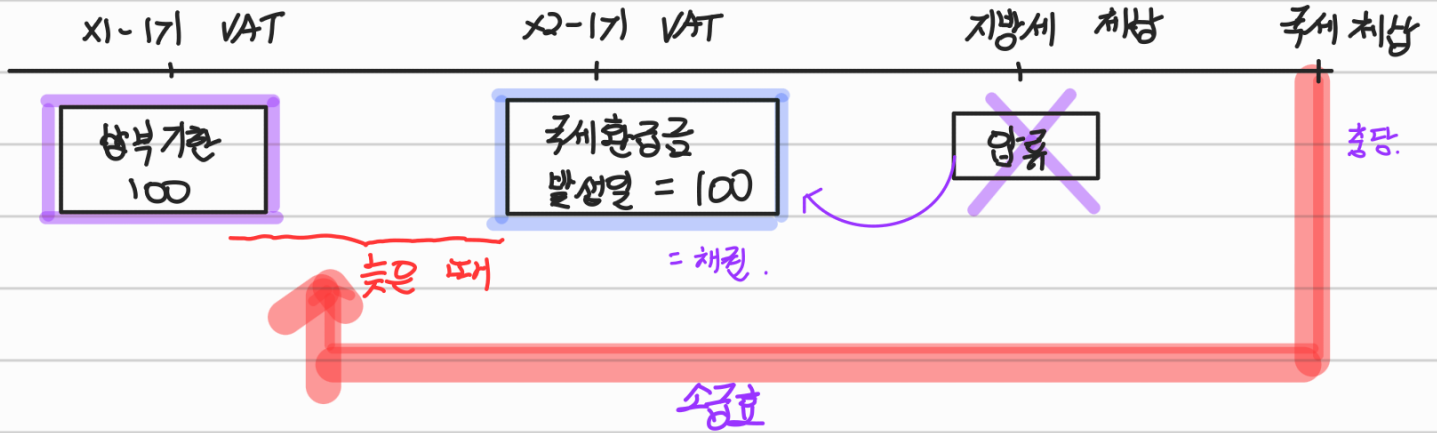 X1-1기 VAT
X2-1기 VAT
지방세 체납
국세 체납
납부기한
100
국세환급금
발생일 = 100
압류
충당.
늦은 때
= 채권.
소급효